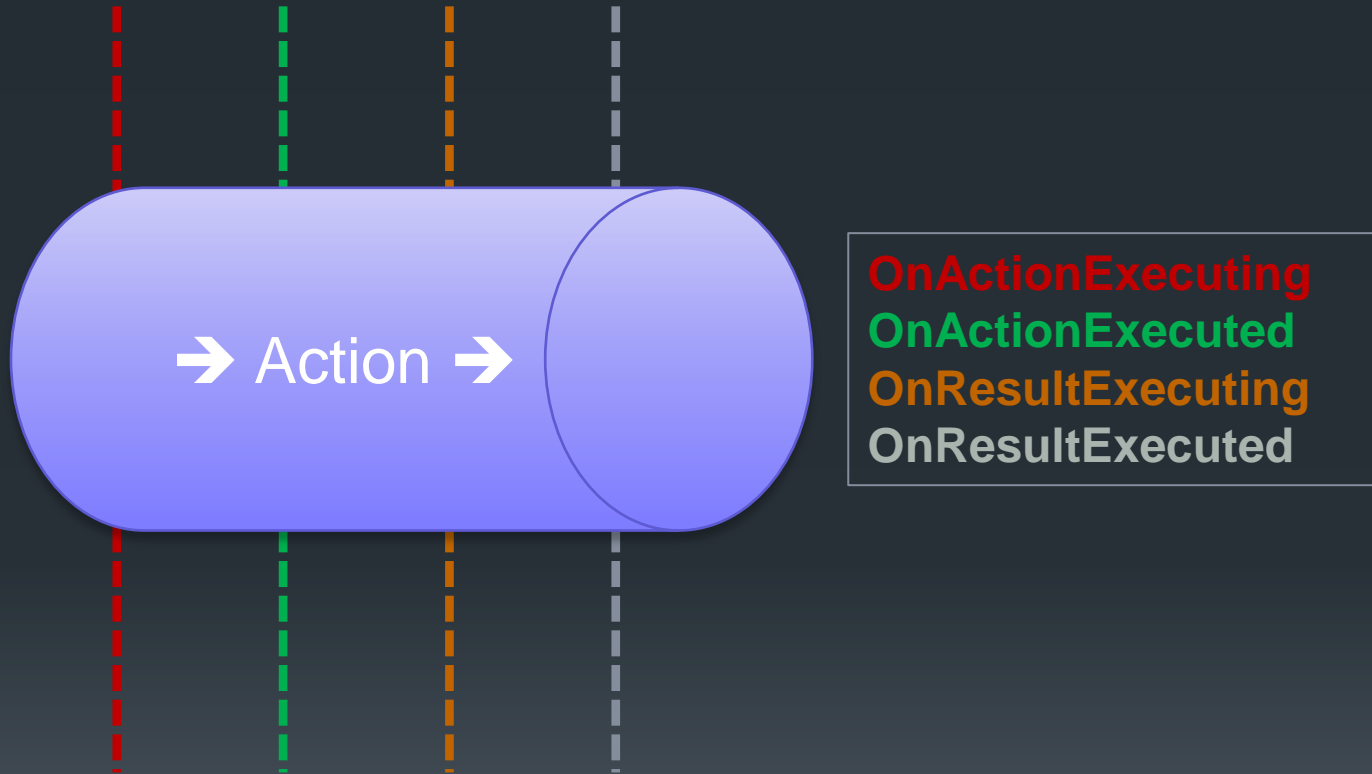 ➔ Action ➔
OnActionExecuting
OnActionExecuted
OnResultExecuting
OnResultExecuted